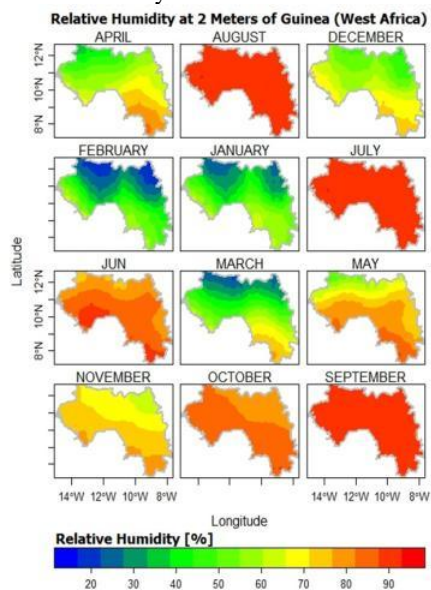 Relative Humidity at 2 Meters of Guinea (West Africa)
APRIL AUGUST DECEMBER
12°N
10°N
8°N
FEBRUARY JANUARY JULY
Latitude
JUN MARCH MAY
12°N
10°N
8°N
NOVEMBER OCTOBER SEPTEMBER
14°W 12°W 10°W 8°W 14°W 12°W 10°W 8°W
Longitude
Relative Humidity [%]
20 30 40 50 60 70 80 90